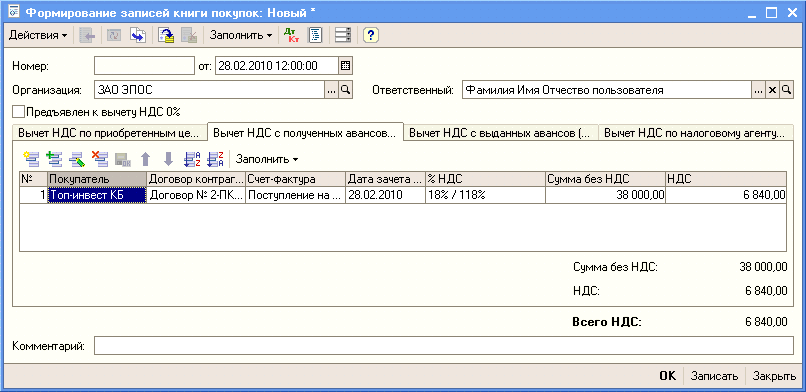 Формирование записей книги покупок: Новый *
Действия Заполнить Дт Кт
Номер: от: 28.02.2010 12:00:00
Организация: ЗАО ЭПОС ... Ответственный: Фамилия Имя Отчество пользователя ...
Предъявлен к вычету НДС 0%
Вычет НДС по приобретенным це... Вычет НДС с полученных авансов... Вычет НДС с выданных авансов (... Вычет НДС по налоговому агенту...
Заполнить
№ Покупатель Договор контраг... Счет-фактура Дата зачета ... % НДС Сумма без НДС НДС
1 Топ-инвест КБ Договор № 2-ПК... Поступление на ... 28.02.2010 18% / 118% 38 000,00 6 840,00
Сумма без НДС: 38 000,00
НДС: 6 840,00
Всего НДС: 6 840,00
Комментарий:
OK Записать Закрыть